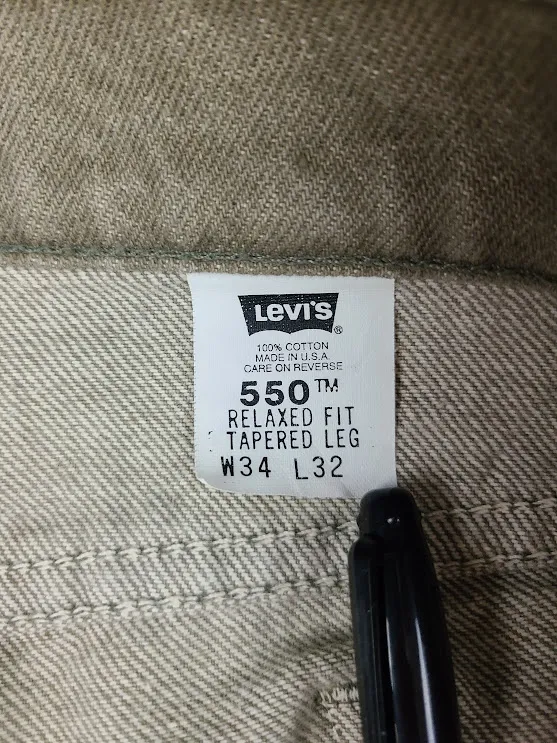 Levi's ®
100% COTTON
MADE IN U.S.A
CARE ON REVERSE
550™
RELAXED FIT
TAPERED LEG
W34 L32